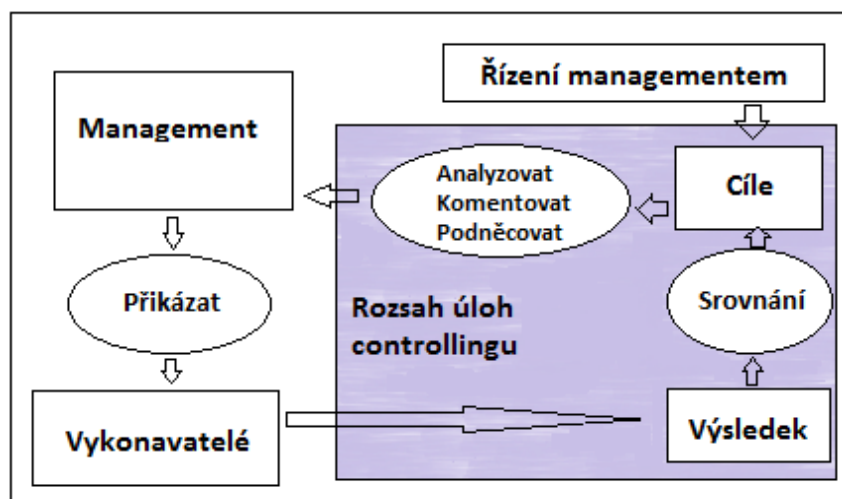 Řízení managementem
Management
Analyzovat
Komentovat
Podněcovat
Cíle
Přikázat
Rozsah úloh
controllingu
Srovnání
Vykonavatelé
Výsledek